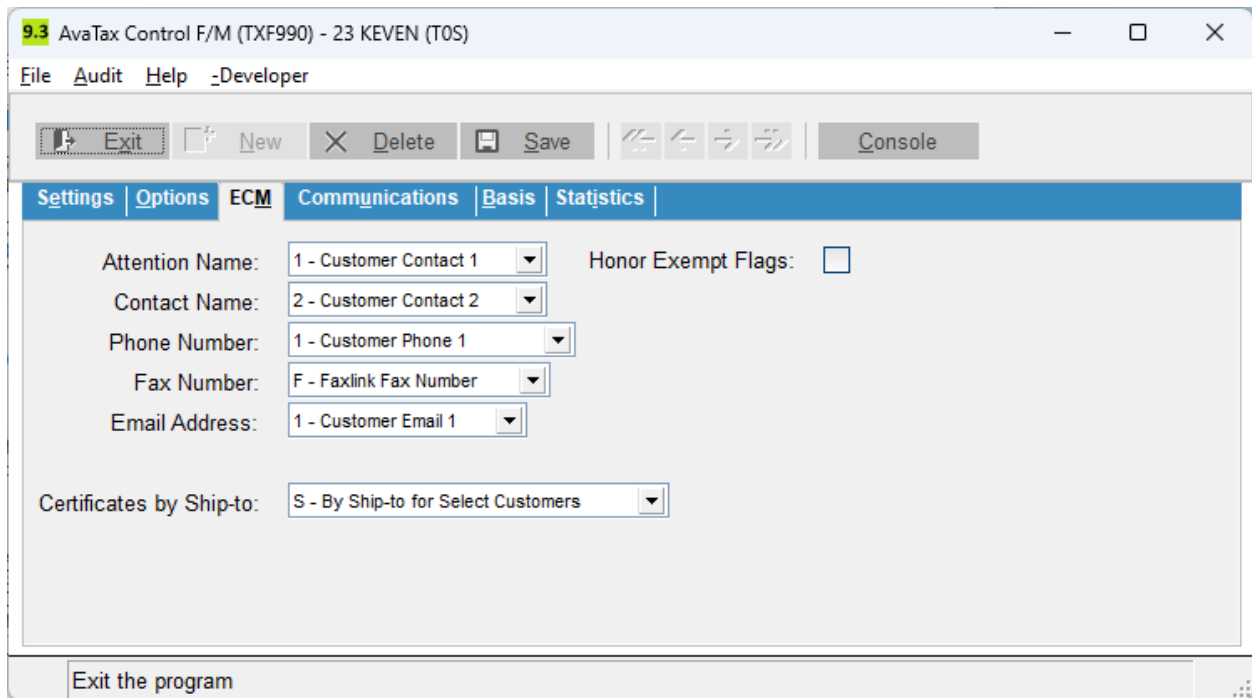 9.3 AvaTax Control F/M (TXF990) - 23 KEVEN (T0S)
File Audit Help -Developer
Exit New Delete Save Console
Settings Options ECM Communications Basis Statistics
Attention Name: 1 - Customer Contact 1 Honor Exempt Flags:
Contact Name: 2 - Customer Contact 2
Phone Number: 1 - Customer Phone 1
Fax Number: F - Faxlink Fax Number
Email Address: 1 - Customer Email 1
Certificates by Ship-to: S - By Ship-to for Select Customers
Exit the program